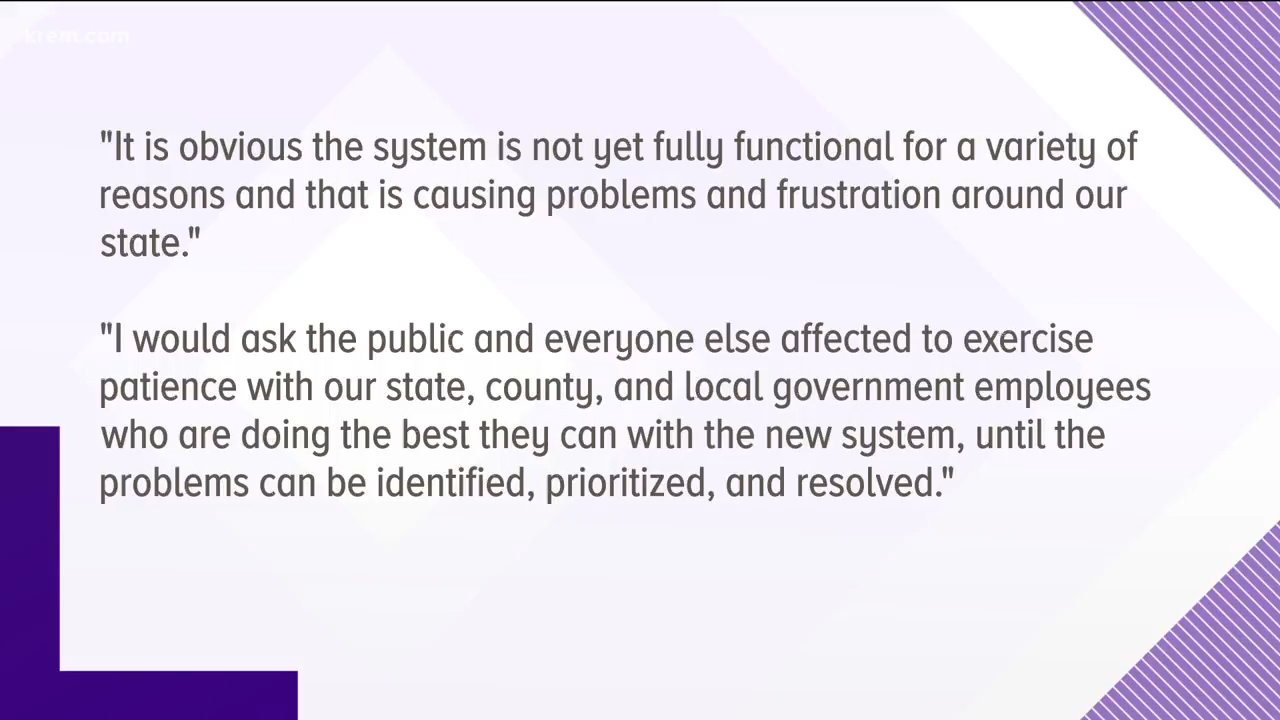 krem.com
"It is obvious the system is not yet fully functional for a variety of
reasons and that is causing problems and frustration around our
state."
"I would ask the public and everyone else affected to exercise
patience with our state, county, and local government employees
who are doing the best they can with the new system, until the
problems can be identified, prioritized, and resolved."